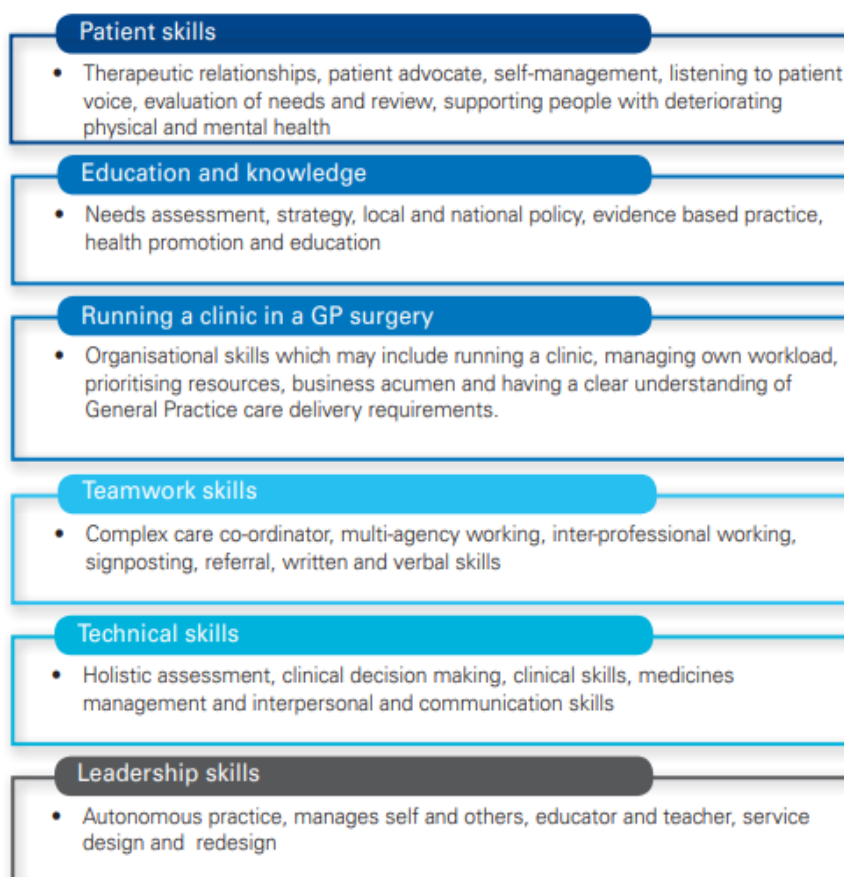 Patient skills
• Therapeutic relationships, patient advocate, self-management, listening to patient
voice, evaluation of needs and review, supporting people with deteriorating
physical and mental health
Education and knowledge
• Needs assessment, strategy, local and national policy, evidence based practice,
health promotion and education
Running a clinic in a GP surgery
• Organisational skills which may include running a clinic, managing own workload,
prioritising resources, business acumen and having a clear understanding of
General Practice care delivery requirements.
Teamwork skills
• Complex care co-ordinator, multi-agency working, inter-professional working,
signposting, referral, written and verbal skills
Technical skills
• Holistic assessment, clinical decision making, clinical skills, medicines
management and interpersonal and communication skills
Leadership skills
• Autonomous practice, manages self and others, educator and teacher, service
design and redesign